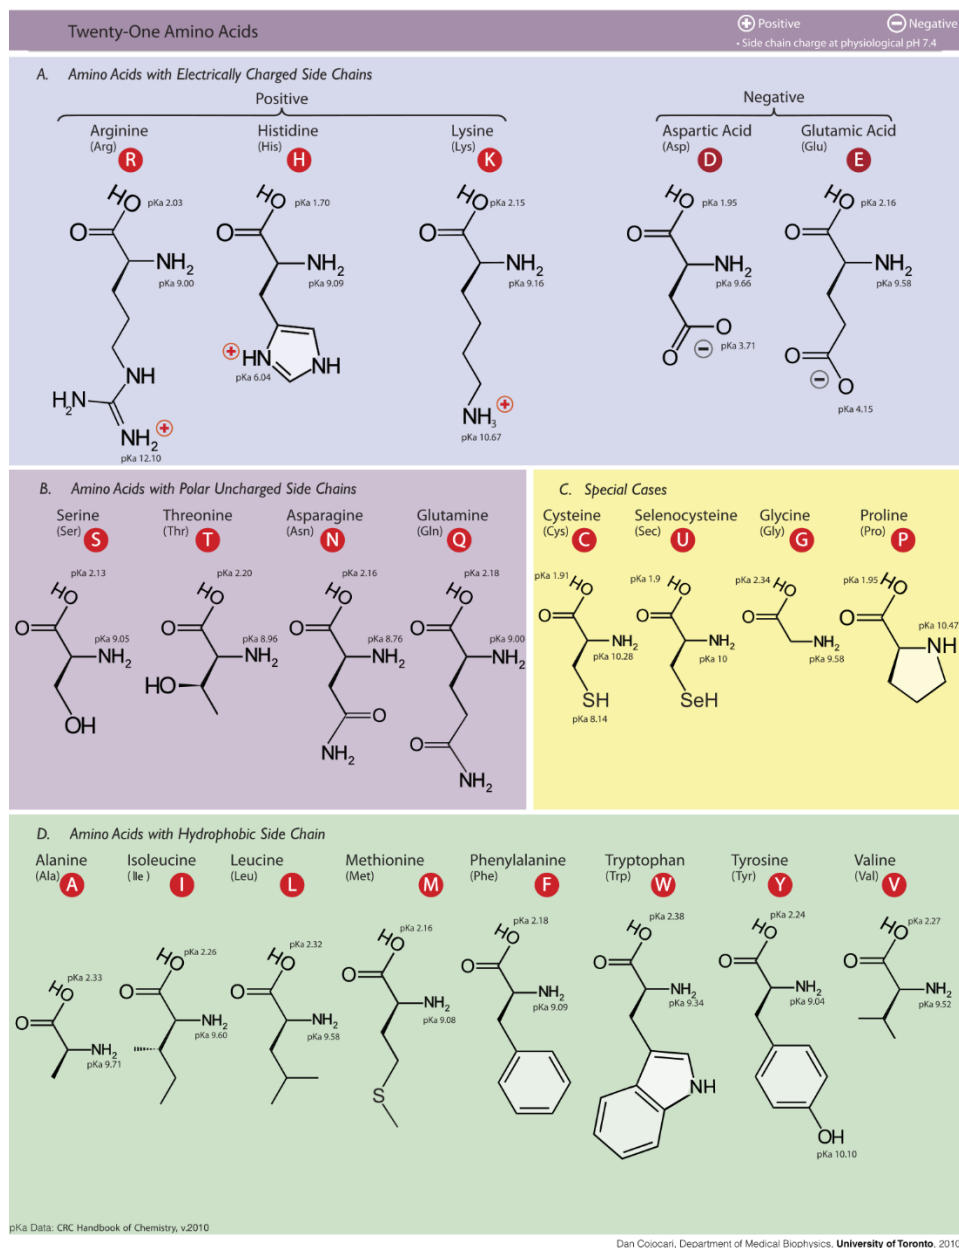 Twenty-One Amino Acids
+ Positive
− Negative
• Side chain charge at physiological pH 7.4
A. Amino Acids with Electrically Charged Side Chains
Positive
Negative
Arginine
(Arg)
R
Histidine
(His)
H
Lysine
(Lys)
K
Aspartic Acid
(Asp)
D
Glutamic Acid
(Glu)
E
HO pKa 2.03
O
NH2
pKa 9.00
NH
H2N
NH2 +
pKa 12.10
HO pKa 1.70
O
NH2
pKa 9.09
+ HN
NH
pKa 6.04
HO pKa 2.15
O
NH2
pKa 9.16
NH3 +
pKa 10.67
HO pKa 1.95
O
NH2
pKa 9.66
O
O − pKa 3.71
HO pKa 2.16
O
NH2
pKa 9.58
O
− O
pKa 4.15
B. Amino Acids with Polar Uncharged Side Chains
Serine
(Ser)
S
Threonine
(Thr)
T
Asparagine
(Asn)
N
Glutamine
(Gln)
Q
pKa 2.13
HO
O
pKa 9.05
NH2
OH
pKa 2.20
HO
O
pKa 8.96
NH2
HO
pKa 2.16
HO
O
pKa 8.76
NH2
O
NH2
pKa 2.18
HO
O
pKa 9.00
NH2
O
NH2
C. Special Cases
Cysteine
(Cys)
C
Selenocysteine
(Sec)
U
Glycine
(Gly)
G
Proline
(Pro)
P
pKa 1.91 HO
O
NH2
pKa 10.28
SH
pKa 8.14
pKa 1.9 HO
O
NH2
pKa 10
SeH
pKa 2.34
HO
O
NH2
pKa 9.58
pKa 1.95
HO
O
pKa 10.47
NH
D. Amino Acids with Hydrophobic Side Chain
Alanine
(Ala)
A
Isoleucine
(Ile)
I
Leucine
(Leu)
L
Methionine
(Met)
M
Phenylalanine
(Phe)
F
Tryptophan
(Trp)
W
Tyrosine
(Tyr)
Y
Valine
(Val)
V
pKa 2.33
HO
O
NH2
pKa 9.71
pKa 2.26
HO
O
NH2
pKa 9.60
pKa 2.32
HO
O
NH2
pKa 9.58
pKa 2.16
HO
O
NH2
pKa 9.08
S
pKa 2.18
HO
O
NH2
pKa 9.09
pKa 2.38
HO
O
NH2
pKa 9.34
NH
pKa 2.24
HO
O
NH2
pKa 9.04
OH
pKa 10.10
pKa 2.27
HO
O
NH2
pKa 9.52
pKa Data: CRC Handbook of Chemistry, v.2010
Dan Cojocari, Department of Medical Biophysics, University of Toronto, 2010